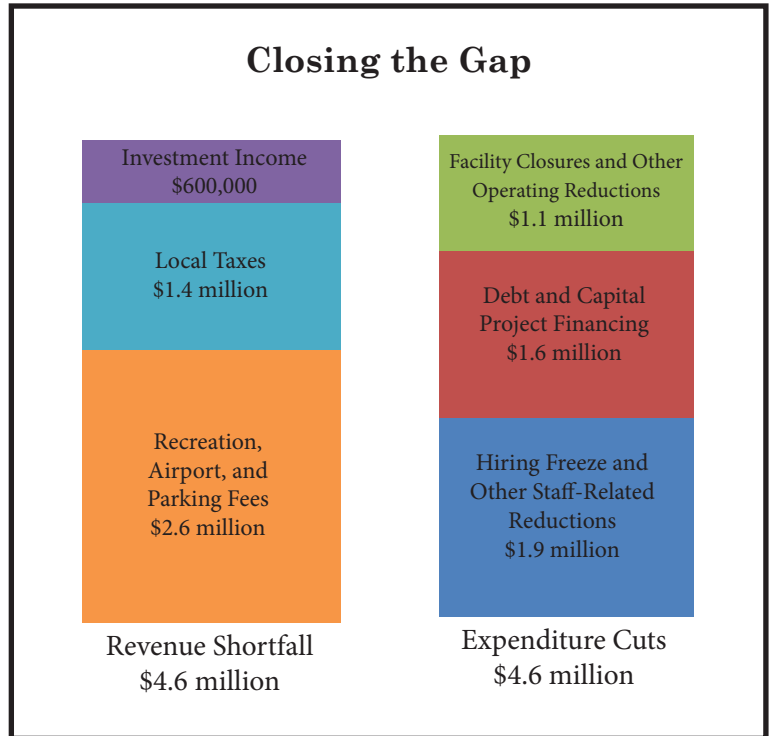 Closing the Gap
Investment Income
$600,000
Local Taxes
$1.4 million
Recreation,
Airport, and
Parking Fees
$2.6 million
Revenue Shortfall
$4.6 million
Facility Closures and Other
Operating Reductions
$1.1 million
Debt and Capital
Project Financing
$1.6 million
Hiring Freeze and
Other Staff-Related
Reductions
$1.9 million
Expenditure Cuts
$4.6 million